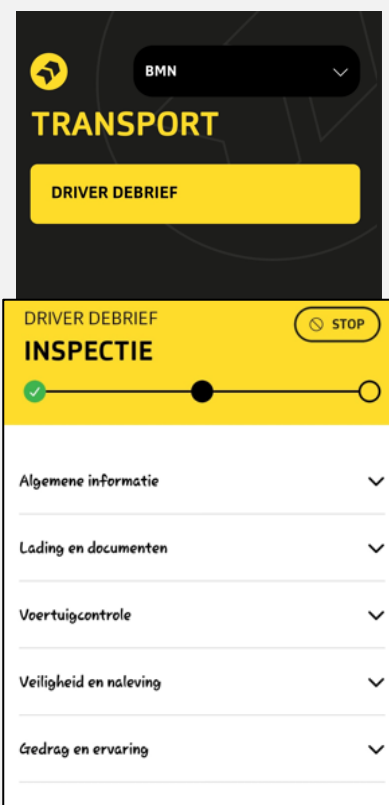 BMN
TRANSPORT
DRIVER DEBRIEF
DRIVER DEBRIEF
STOP
INSPECTIE
Algemene informatie
Lading en documenten
Voertuigcontrole
Veiligheid en naleving
Gedrag en ervaring